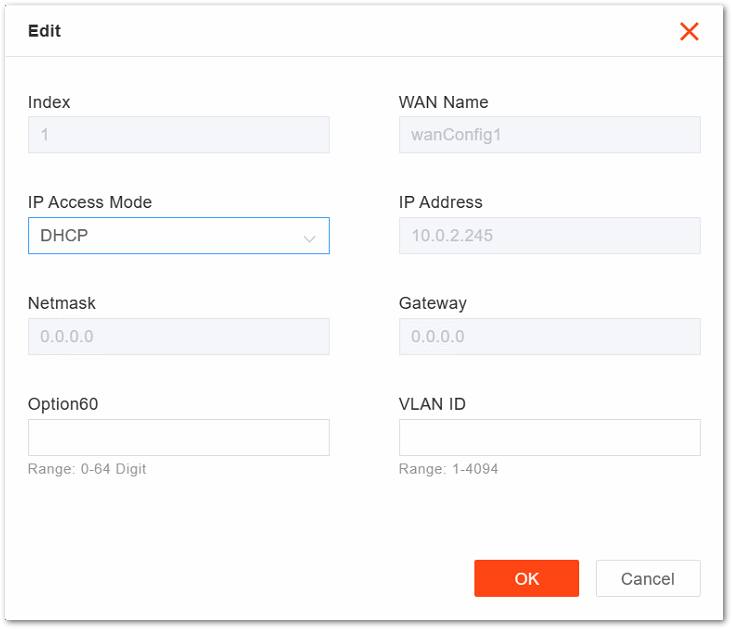 Edit
Index
WAN Name
1
wanConfig1
IP Access Mode
IP Address
DHCP
10.0.2.245
Netmask
Gateway
0.0.0.0
0.0.0.0
Option60
VLAN ID
Range: 0-64 Digit
Range: 1-4094
OK
Cancel